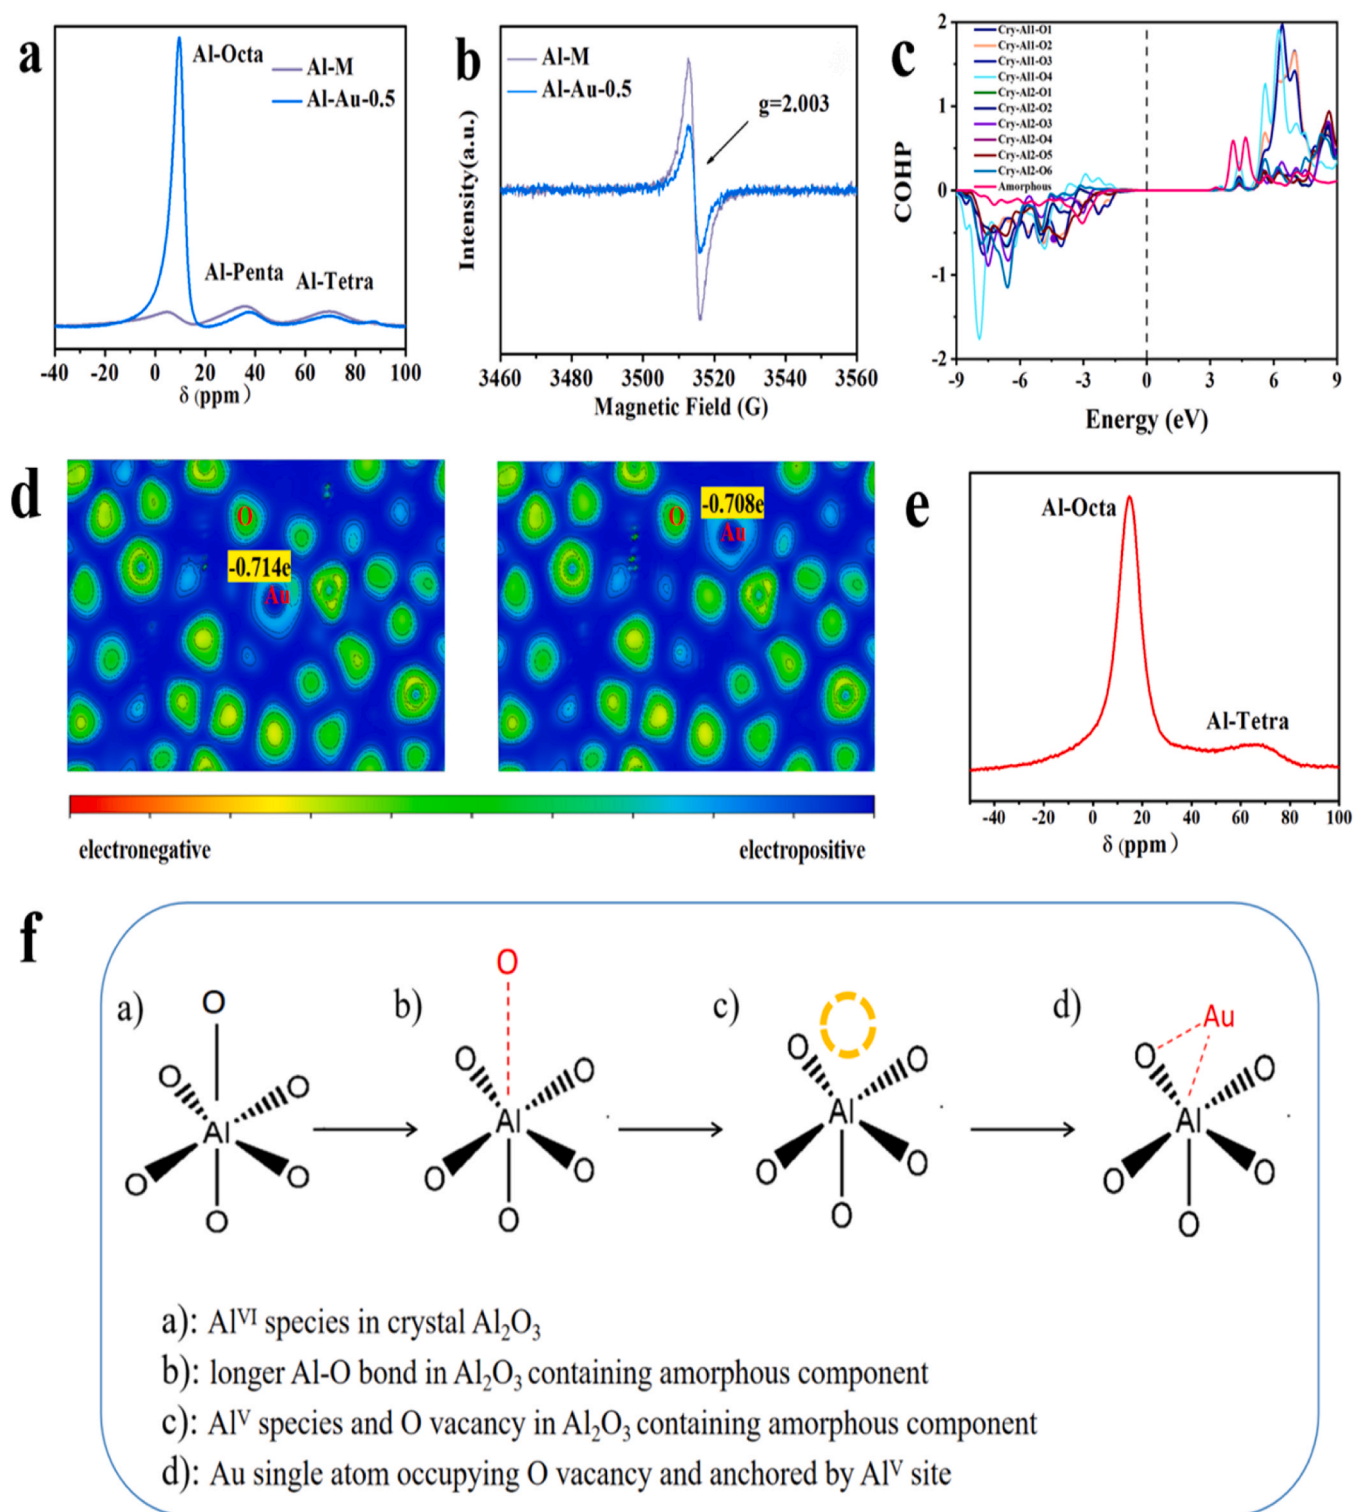 a
Al-Octa
Al-M
Al-Au-0.5
Al-Penta
Al-Tetra
-40 -20 0 20 40 60 80 100
δ (ppm)
b
Al-M
Al-Au-0.5
g=2.003
Intensity(a.u.)
3460 3480 3500 3520 3540 3560
Magnetic Field (G)
c
Cry-Al1-O1
Cry-Al1-O2
Cry-Al1-O3
Cry-Al1-O4
Cry-Al2-O1
Cry-Al2-O2
Cry-Al2-O3
Cry-Al2-O4
Cry-Al2-O5
Cry-Al2-O6
Amorphous
COHP
2
1
0
-1
-2
-9 -6 -3 0 3 6 9
Energy (eV)
d
O
-0.714e
Au
-0.708e
O
Au
electronegative
electropositive
e
Al-Octa
Al-Tetra
-40 -20 0 20 40 60 80 100
δ (ppm)
f
a)
O
O
O
Al
O
O
O
b)
O
O
O
Al
O
O
O
c)
O
O
Al
O
O
O
d)
Au
O
O
Al
O
O
O
a): Al^VI species in crystal Al₂O₃
b): longer Al-O bond in Al₂O₃ containing amorphous component
c): Al^V species and O vacancy in Al₂O₃ containing amorphous component
d): Au single atom occupying O vacancy and anchored by Al^V site